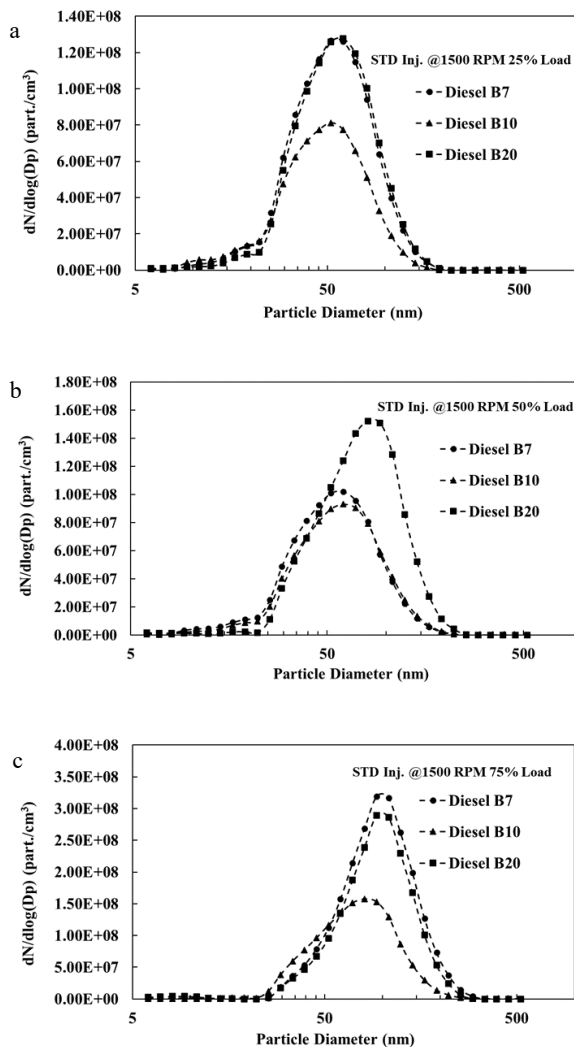 a
1.40E+08
1.20E+08
1.00E+08
8.00E+07
6.00E+07
4.00E+07
2.00E+07
0.00E+00
dN/dlog(Dp) (part./cm³)
STD Inj. @1500 RPM 25% Load
Diesel B7
Diesel B10
Diesel B20
5 50 500
Particle Diameter (nm)
b
1.80E+08
1.60E+08
1.40E+08
1.20E+08
1.00E+08
8.00E+07
6.00E+07
4.00E+07
2.00E+07
0.00E+00
dN/dlog(Dp) (part./cm³)
STD Inj. @1500 RPM 50% Load
Diesel B7
Diesel B10
Diesel B20
5 50 500
Particle Diameter (nm)
c
4.00E+08
3.50E+08
3.00E+08
2.50E+08
2.00E+08
1.50E+08
1.00E+08
5.00E+07
0.00E+00
dN/dlog(Dp) (part./cm³)
STD Inj. @1500 RPM 75% Load
Diesel B7
Diesel B10
Diesel B20
5 50 500
Particle Diameter (nm)